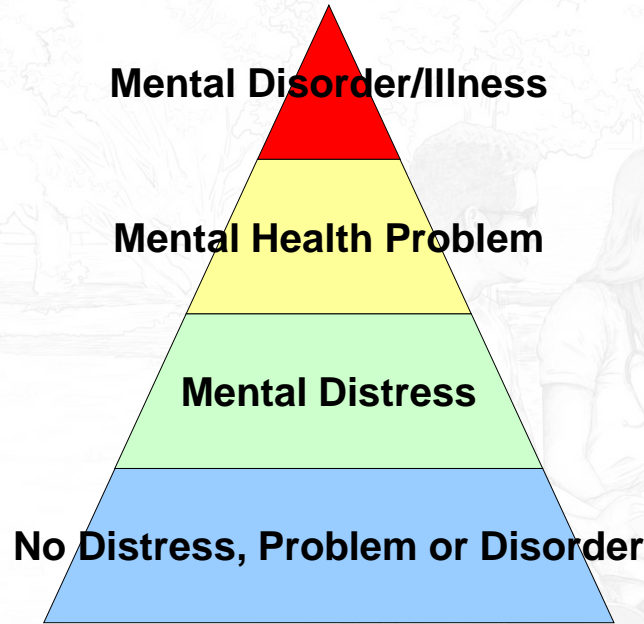 Mental Disorder/Illness
Mental Health Problem
Mental Distress
No Distress, Problem or Disorder